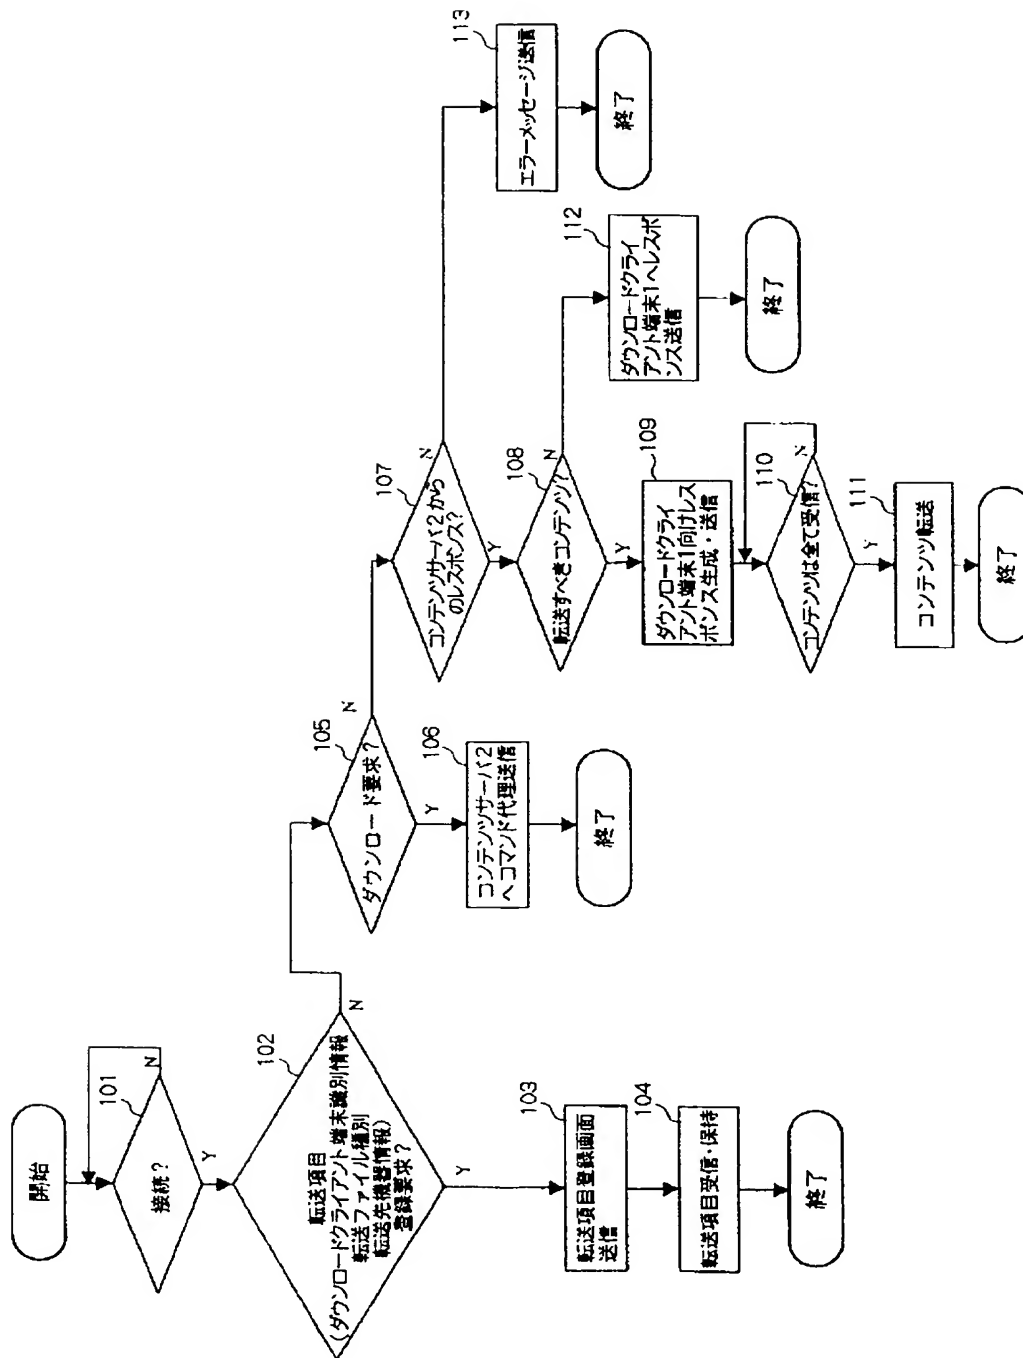 開始
101
接続?
N
Y
102
転送項目
(ダウンロードクライアント端末識別情報
転送ファイル種別
転送先機器情報)
登録要求?
N
Y
103
転送項目登録画面
送信
104
転送項目受信・保持
終了
105
ダウンロード要求?
N
Y
106
コンテンツサーバ2
へコマンド代理送信
終了
107
コンテンツサーバ2から
のレスポンス?
N
Y
108
転送すべきコンテンツ?
N
Y
109
ダウンロードクライ
アント端末1向けレス
ポンス生成・送信
110
コンテンツは全て受信?
N
Y
111
コンテンツ転送
終了
112
ダウンロードクライ
アント端末1へレスポ
ンス送信
終了
113
エラーメッセージ送信
終了